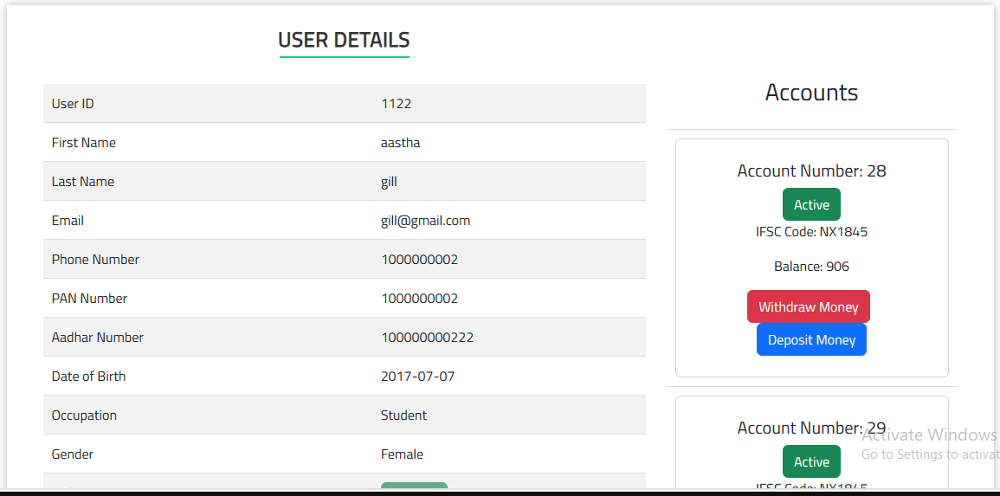 USER DETAILS
User ID 1122
First Name aastha
Last Name gill
Email gill@gmail.com
Phone Number 1000000002
PAN Number 1000000002
Aadhar Number 100000000222
Date of Birth 2017-07-07
Occupation Student
Gender Female
Accounts
Account Number: 28
Active
IFSC Code: NX1845
Balance: 906
Withdraw Money
Deposit Money
Account Number: 29
Active
IFSC Code: NX1845
Activate Windows
Go to Settings to activat